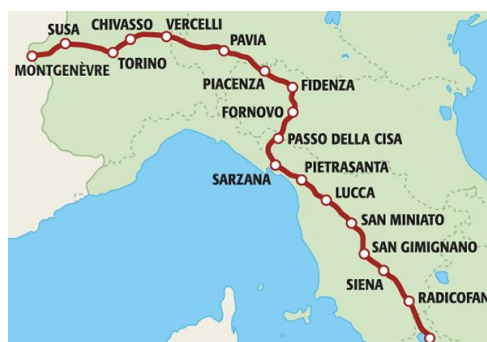 SUSA
MONTGENÈVRE
CHIVASSO
TORINO
VERCELLI
PAVIA
PIACENZA
FIDENZA
FORNOVO
PASSO DELLA CISA
SARZANA
PIETRASANTA
LUCCA
SAN MINIATO
SAN GIMIGNANO
SIENA
RADICOFAN